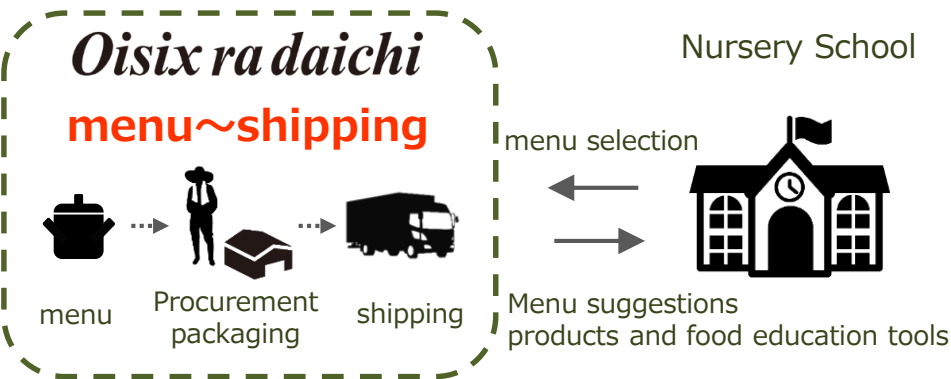 Oisix ra daichi
menu～shipping
menu
Procurement
packaging
shipping
Nursery School
menu selection
Menu suggestions
products and food education tools